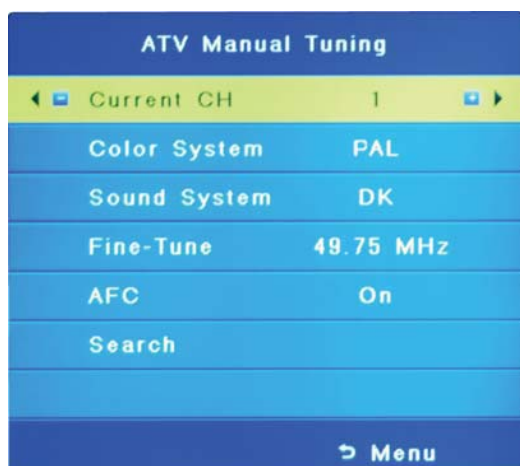 ATV Manual Tuning
Current CH 1
Color System PAL
Sound System DK
Fine-Tune 49.75 MHz
AFC On
Search
Menu